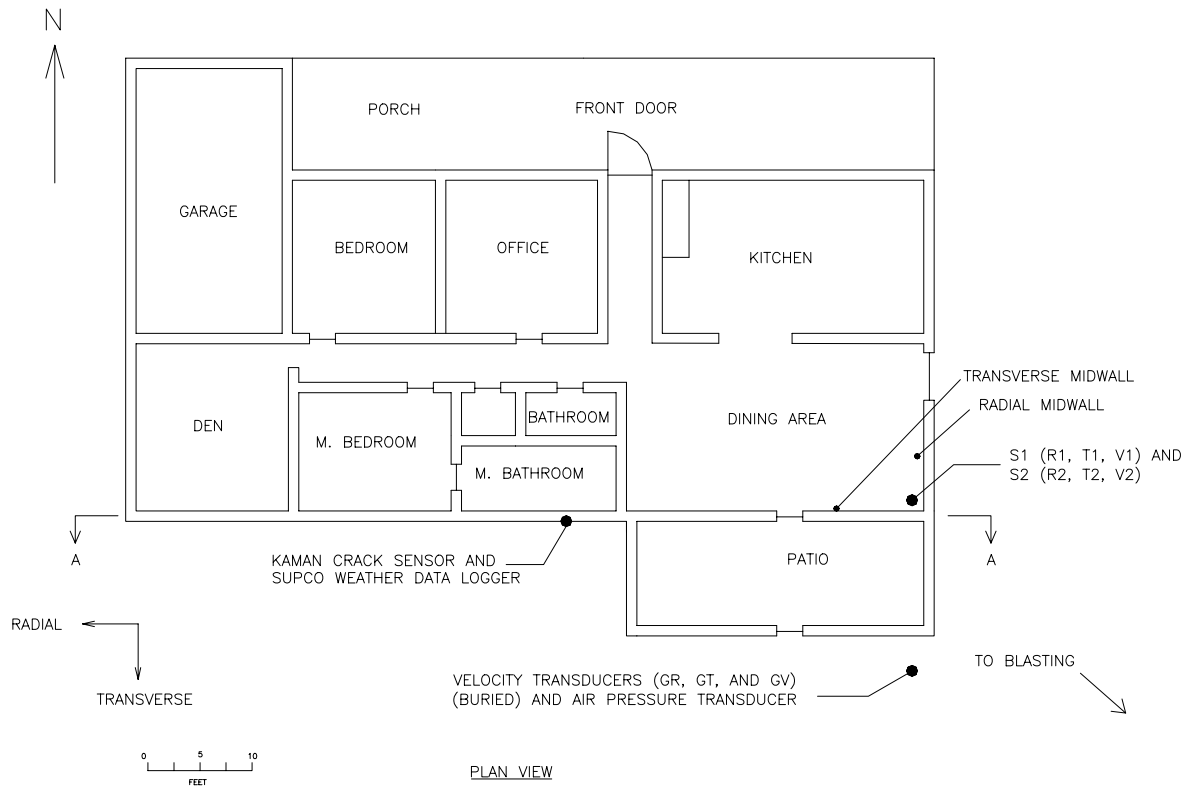 N
PORCH
FRONT DOOR
GARAGE
BEDROOM
OFFICE
KITCHEN
TRANSVERSE MIDWALL
RADIAL MIDWALL
DEN
M. BEDROOM
BATHROOM
DINING AREA
M. BATHROOM
S1 (R1, T1, V1) AND
S2 (R2, T2, V2)
A
A
KAMAN CRACK SENSOR AND
SUPCO WEATHER DATA LOGGER
PATIO
RADIAL
TRANSVERSE
VELOCITY TRANSDUCERS (GR, GT, AND GV)
(BURIED) AND AIR PRESSURE TRANSDUCER
TO BLASTING
0 5 10
FEET
PLAN VIEW